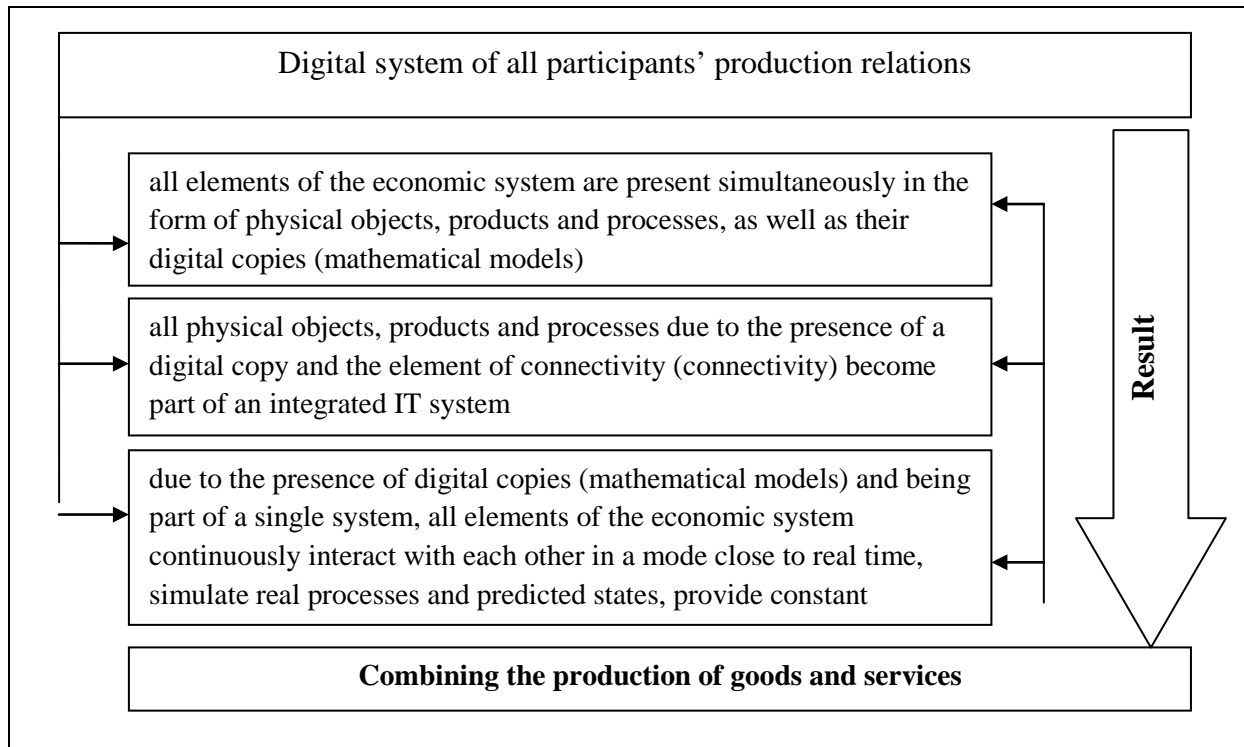 Digital system of all participants’ production relations
all elements of the economic system are present simultaneously in the
form of physical objects, products and processes, as well as their
digital copies (mathematical models)
all physical objects, products and processes due to the presence of a
digital copy and the element of connectivity (connectivity) become
part of an integrated IT system
due to the presence of digital copies (mathematical models) and being
part of a single system, all elements of the economic system
continuously interact with each other in a mode close to real time,
simulate real processes and predicted states, provide constant
Result
Combining the production of goods and services